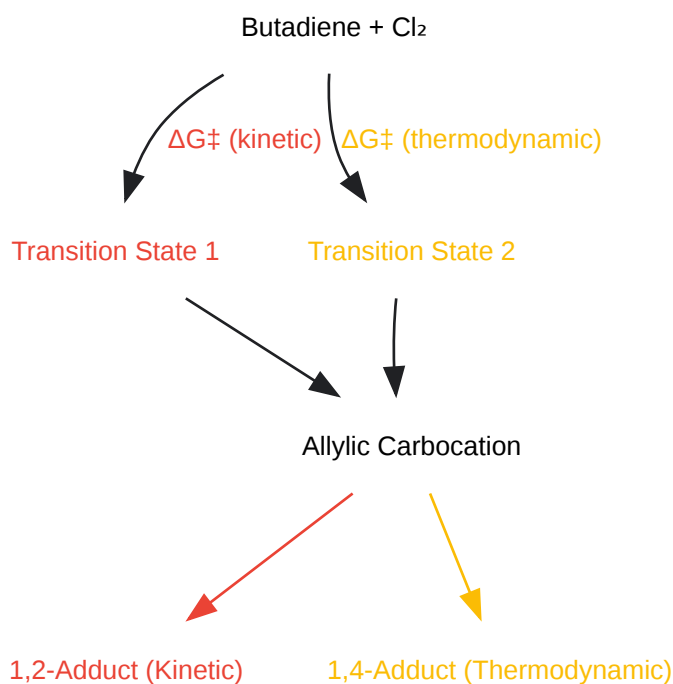 Butadiene + Cl₂
ΔG‡ (kinetic)
ΔG‡ (thermodynamic)
Transition State 1
Transition State 2
Allylic Carbocation
1,2-Adduct (Kinetic)
1,4-Adduct (Thermodynamic)